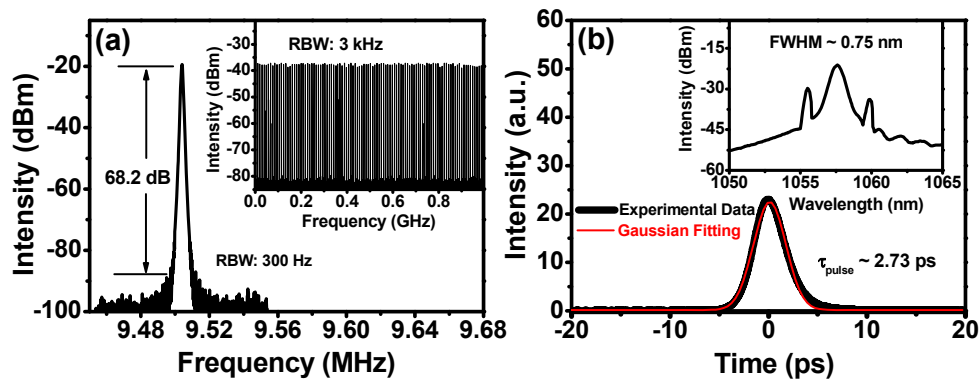 (a)
RBW: 3 kHz
Intensity (dBm)
-30
-40
-50
-60
-70
-80
0.0 0.2 0.4 0.6 0.8
Frequency (GHz)
Intensity (dBm)
-20
-40
-60
-80
-100
68.2 dB
RBW: 300 Hz
9.48 9.52 9.56 9.60 9.64 9.68
Frequency (MHz)
(b)
FWHM ~ 0.75 nm
Intensity (dBm)
-15
-30
-45
-60
1050 1055 1060 1065
Wavelength (nm)
Intensity (a.u.)
60
50
40
30
20
10
0
Experimental Data
Gaussian Fitting
τpulse ~ 2.73 ps
-20 -10 0 10 20
Time (ps)